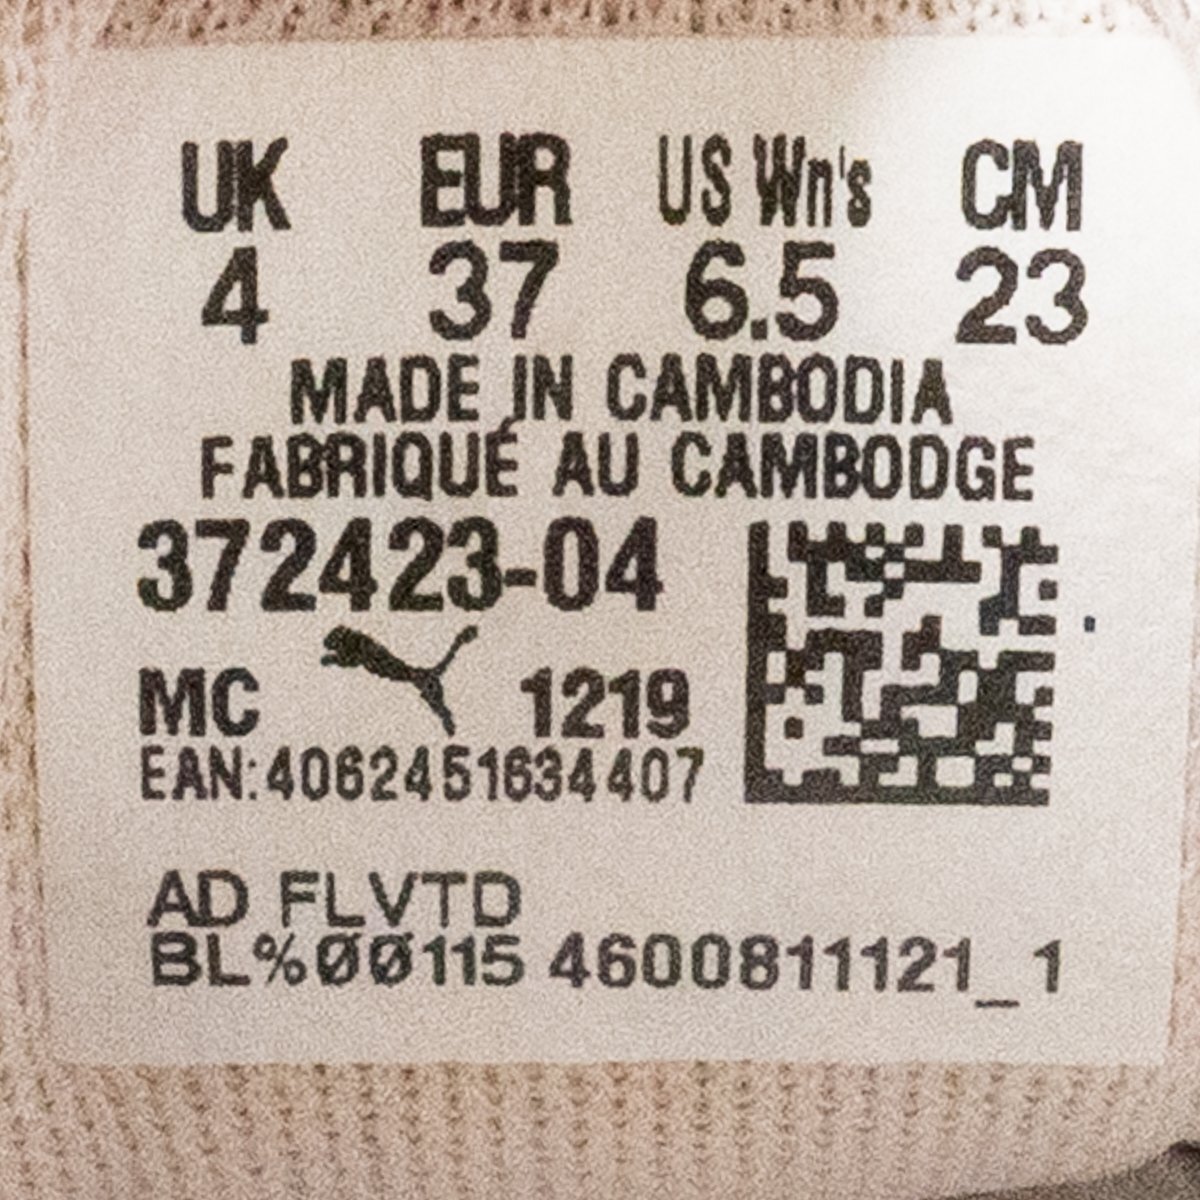 UK EUR US Wn's CM
4 37 6.5 23
MADE IN CAMBODIA
FABRIQUÉ AU CAMBODGE
372423-04
MC 1219
EAN:4062451634407
AD FLVTD
BL%00115 4600811121_1